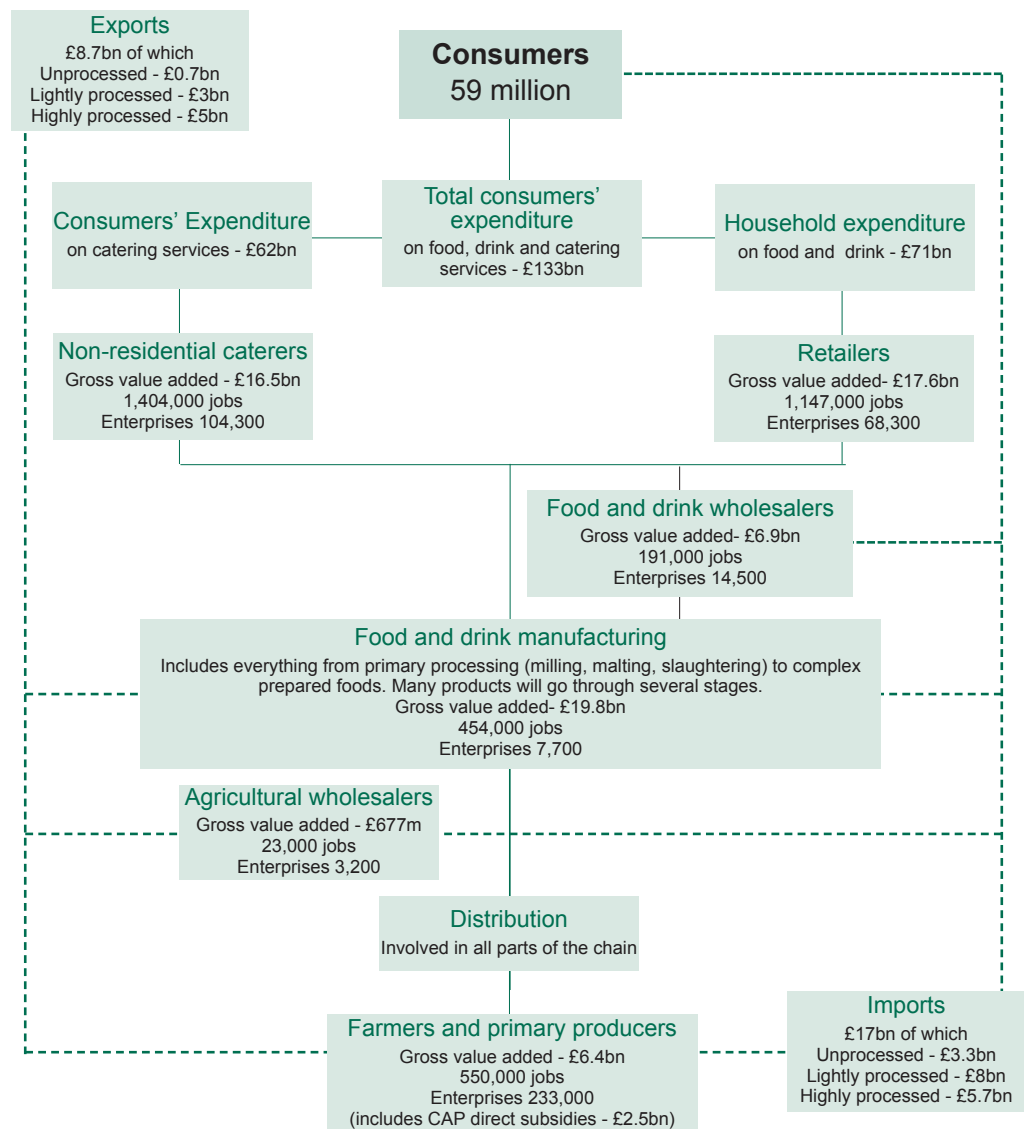 Exports
£8.7bn of which
Unprocessed - £0.7bn
Lightly processed - £3bn
Highly processed - £5bn
Consumers
59 million
Consumers' Expenditure
on catering services - £62bn
Total consumers'
expenditure
on food, drink and catering
services - £133bn
Household expenditure
on food and drink - £71bn
Non-residential caterers
Gross value added - £16.5bn
1,404,000 jobs
Enterprises 104,300
Retailers
Gross value added- £17.6bn
1,147,000 jobs
Enterprises 68,300
Food and drink wholesalers
Gross value added- £6.9bn
191,000 jobs
Enterprises 14,500
Food and drink manufacturing
Includes everything from primary processing (milling, malting, slaughtering) to complex
prepared foods. Many products will go through several stages.
Gross value added- £19.8bn
454,000 jobs
Enterprises 7,700
Agricultural wholesalers
Gross value added - £677m
23,000 jobs
Enterprises 3,200
Distribution
Involved in all parts of the chain
Farmers and primary producers
Gross value added - £6.4bn
550,000 jobs
Enterprises 233,000
(includes CAP direct subsidies - £2.5bn)
Imports
£17bn of which
Unprocessed - £3.3bn
Lightly processed - £8bn
Highly processed - £5.7bn